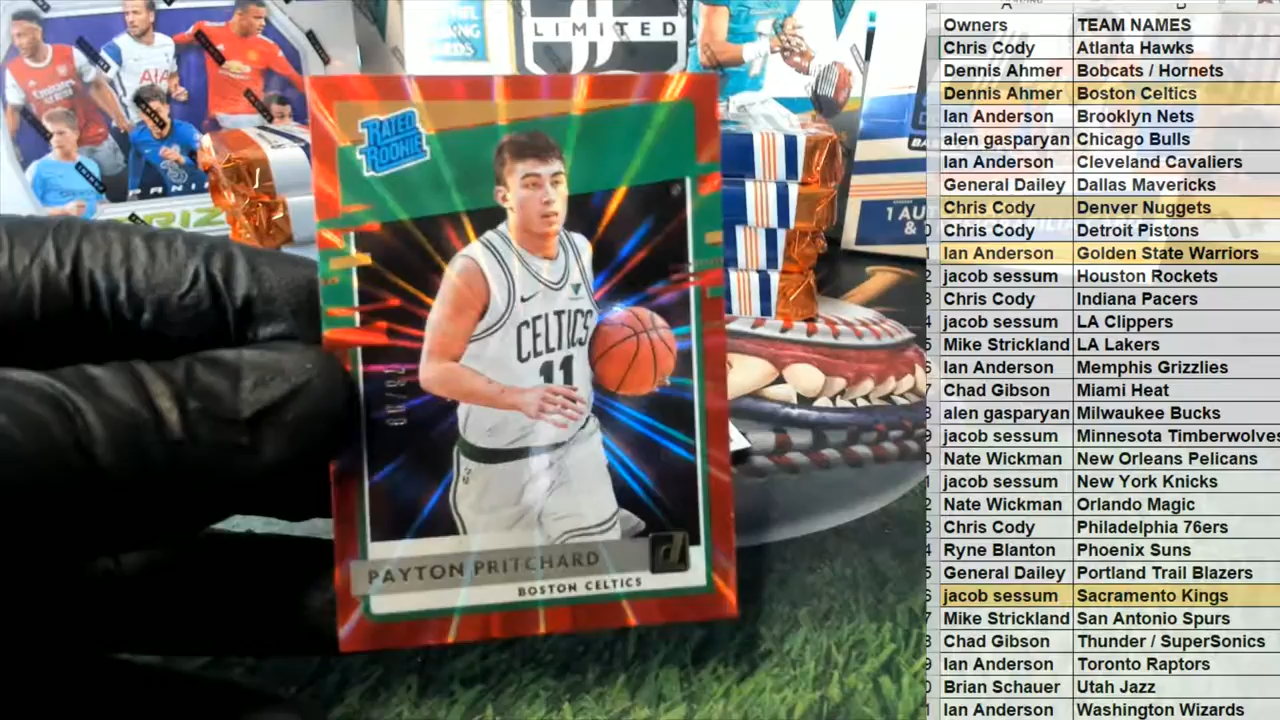 LIMITED
RATED
ROOKIE
CELTICS
11
PAYTON PRITCHARD
BOSTON CELTICS
1 AUT
A B
Owners TEAM NAMES
Chris Cody Atlanta Hawks
Dennis Ahmer Bobcats / Hornets
Dennis Ahmer Boston Celtics
Ian Anderson Brooklyn Nets
alen gasparyan Chicago Bulls
Ian Anderson Cleveland Cavaliers
General Dailey Dallas Mavericks
Chris Cody Denver Nuggets
Chris Cody Detroit Pistons
Ian Anderson Golden State Warriors
jacob sessum Houston Rockets
Chris Cody Indiana Pacers
jacob sessum LA Clippers
Mike Strickland LA Lakers
Ian Anderson Memphis Grizzlies
Chad Gibson Miami Heat
alen gasparyan Milwaukee Bucks
jacob sessum Minnesota Timberwolves
Nate Wickman New Orleans Pelicans
jacob sessum New York Knicks
Nate Wickman Orlando Magic
Chris Cody Philadelphia 76ers
Ryne Blanton Phoenix Suns
General Dailey Portland Trail Blazers
jacob sessum Sacramento Kings
Mike Strickland San Antonio Spurs
Chad Gibson Thunder / SuperSonics
Ian Anderson Toronto Raptors
Brian Schauer Utah Jazz
Ian Anderson Washington Wizards